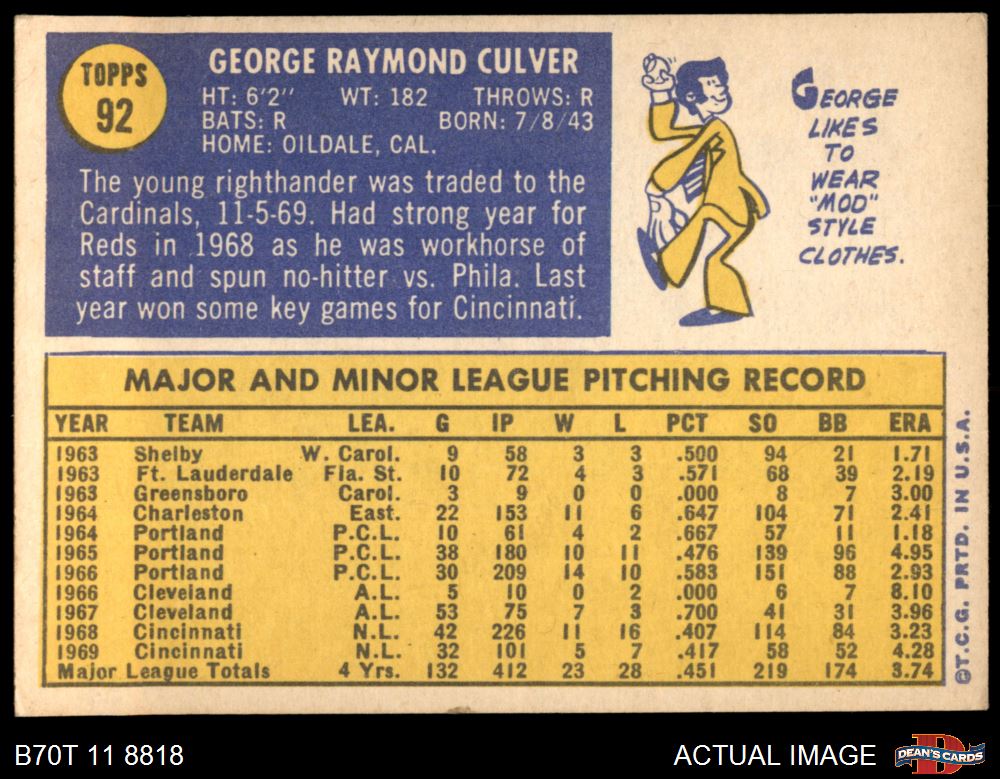 TOPPS
92
GEORGE RAYMOND CULVER
HT: 6'2" WT: 182 THROWS: R
BATS: R BORN: 7/8/43
HOME: OILDALE, CAL.
The young righthander was traded to the
Cardinals, 11-5-69. Had strong year for
Reds in 1968 as he was workhorse of
staff and spun no-hitter vs. Phila. Last
year won some key games for Cincinnati.
GEORGE
LIKES
TO
WEAR
"MOD"
STYLE
CLOTHES.
MAJOR AND MINOR LEAGUE PITCHING RECORD
YEAR TEAM LEA. G IP W L PCT SO BB ERA
1963 Shelby W. Carol. 9 58 3 3 .500 94 21 1.71
1963 Ft. Lauderdale Fla. St. 10 72 4 3 .571 68 39 2.19
1963 Greensboro Carol. 3 9 0 0 .000 8 7 3.00
1964 Charleston East. 22 153 11 6 .647 104 71 2.41
1964 Portland P.C.L. 10 61 4 2 .667 57 11 1.18
1965 Portland P.C.L. 38 180 10 11 .476 139 96 4.95
1966 Portland P.C.L. 30 209 14 10 .583 151 88 2.93
1966 Cleveland A.L. 5 10 0 2 .000 6 7 8.10
1967 Cleveland A.L. 53 75 7 3 .700 41 31 3.96
1968 Cincinnati N.L. 42 226 11 16 .407 114 84 3.23
1969 Cincinnati N.L. 32 101 5 7 .417 58 52 4.28
Major League Totals 4 Yrs. 132 412 23 28 .451 219 174 3.74
©T.C.G. PRTD. IN U.S.A.
B70T 11 8818
ACTUAL IMAGE
DEAN'S CARDS